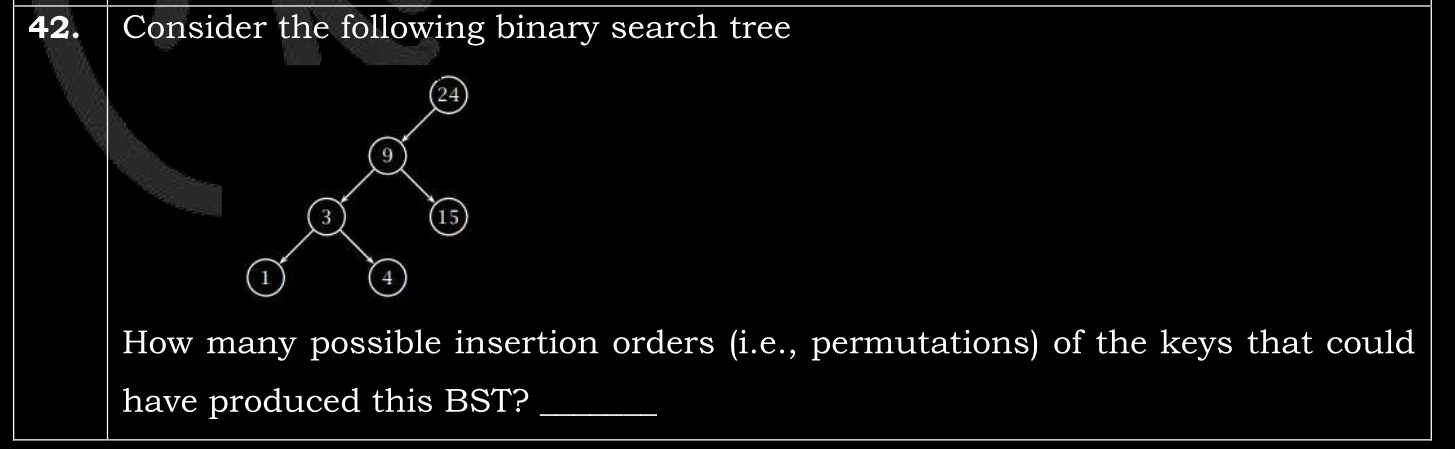 42. Consider the following binary search tree
24
9
3 15
1 4
How many possible insertion orders (i.e., permutations) of the keys that could
have produced this BST? _______